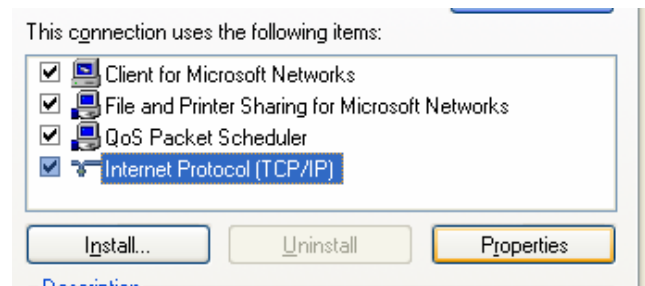 This connection uses the following items:
Client for Microsoft Networks
File and Printer Sharing for Microsoft Networks
QoS Packet Scheduler
Internet Protocol (TCP/IP)
Install... Uninstall Properties